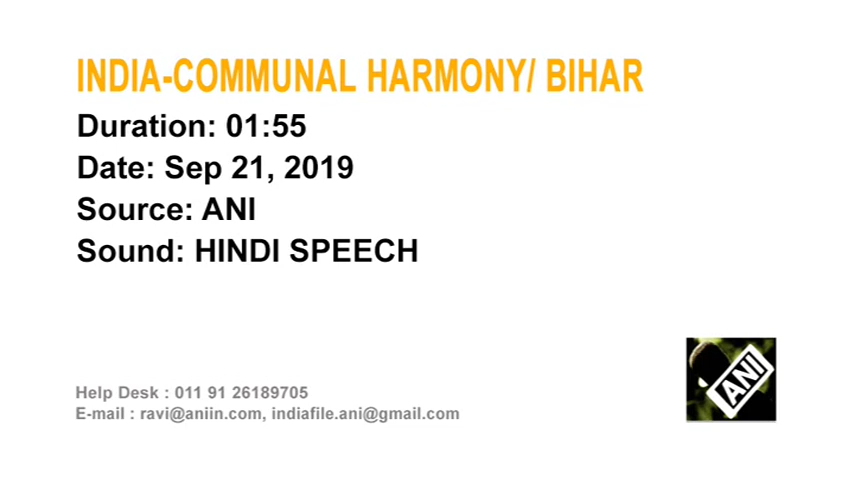 INDIA-COMMUNAL HARMONY/ BIHAR
Duration: 01:55
Date: Sep 21, 2019
Source: ANI
Sound: HINDI SPEECH
Help Desk : 011 91 26189705
E-mail : ravi@aniin.com, indiafile.ani@gmail.com
ANI